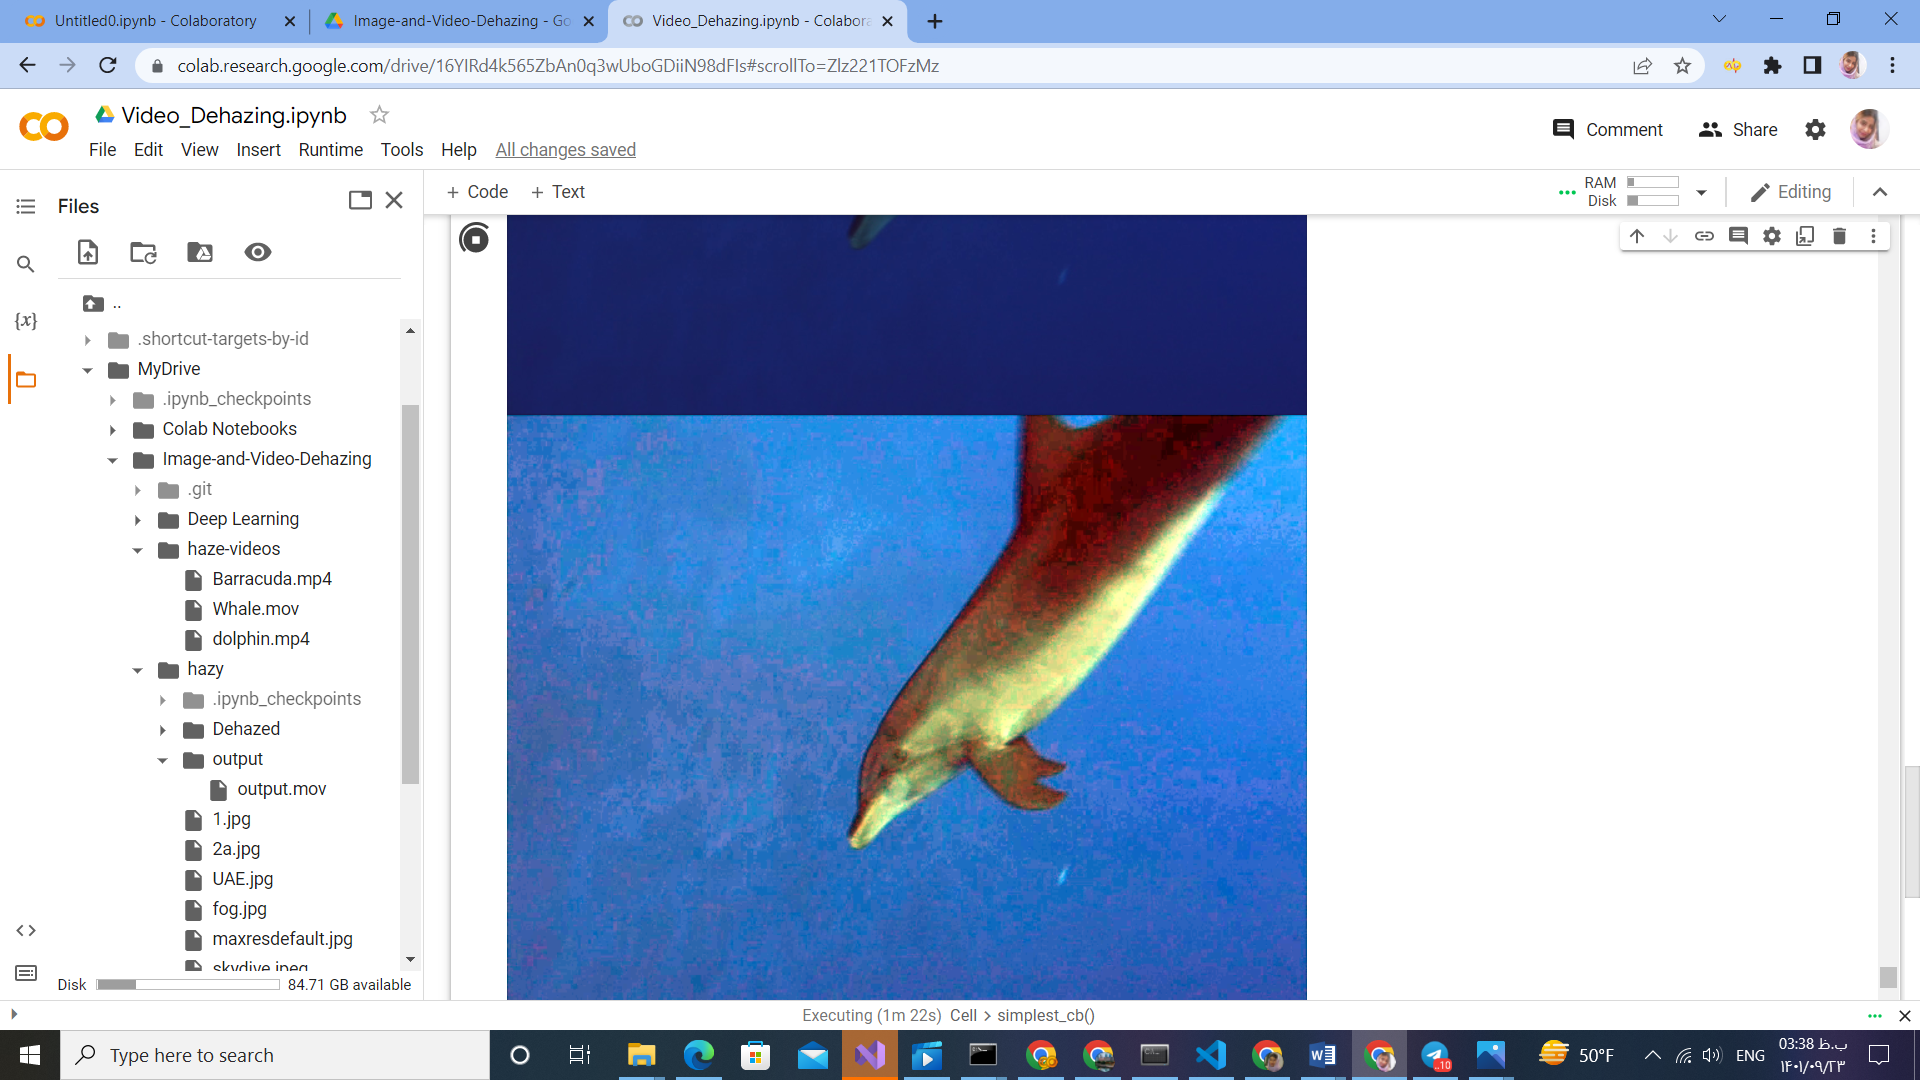 Untitled0.ipynb - Colaboratory
Image-and-Video-Dehazing - Go
Video_Dehazing.ipynb - Colabora
colab.research.google.com/drive/16YIRd4k565ZbAn0q3wUboGDiiN98dFIs#scrollTo=Zlz221TOFzMz
Video_Dehazing.ipynb
Comment
Share
File Edit View Insert Runtime Tools Help All changes saved
Files
+ Code + Text
RAM
Disk
Editing
{x}
..
.shortcut-targets-by-id
MyDrive
.ipynb_checkpoints
Colab Notebooks
Image-and-Video-Dehazing
.git
Deep Learning
haze-videos
Barracuda.mp4
Whale.mov
dolphin.mp4
hazy
.ipynb_checkpoints
Dehazed
output
output.mov
1.jpg
2a.jpg
UAE.jpg
fog.jpg
maxresdefault.jpg
skydive.jpeg
Disk 84.71 GB available
Executing (1m 22s) Cell > simplest_cb()
Type here to search
..10
50°F
ENG
03:38 ب.ظ
۱۴۰۱/۰۹/۲۳